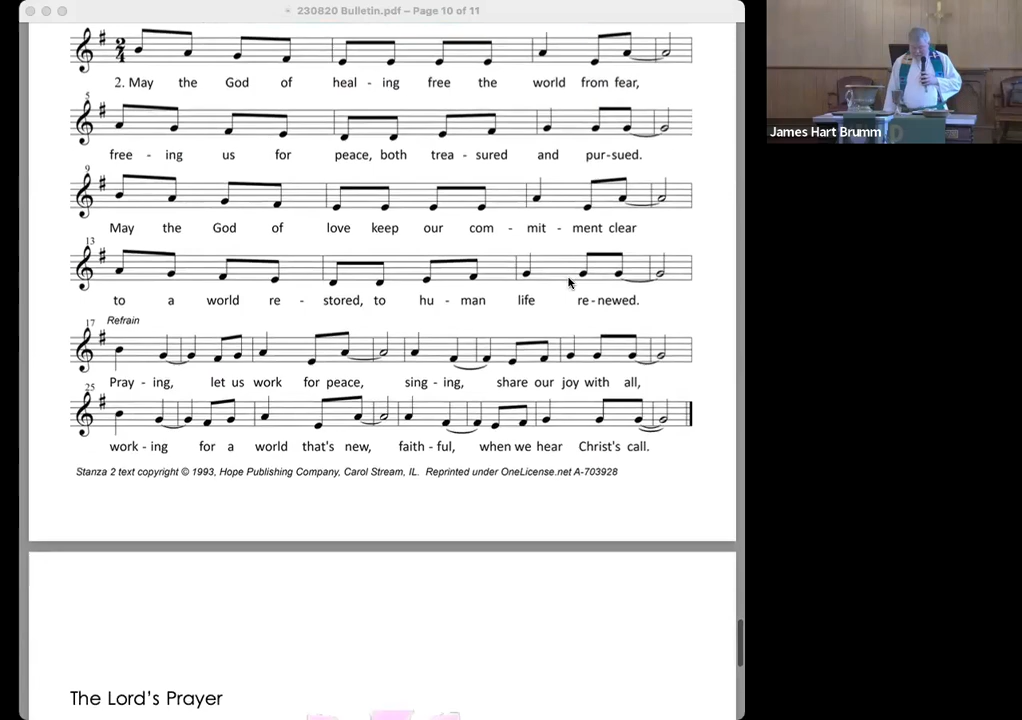 230820 Bulletin.pdf – Page 10 of 11
2. May the God of heal - ing free the world from fear,
5
free - ing us for peace, both trea - sured and pur-sued.
9
May the God of love keep our com - mit - ment clear
13
to a world re - stored, to hu - man life re-newed.
17 Refrain
Pray - ing, let us work for peace, sing - ing, share our joy with all,
25
work - ing for a world that's new, faith - ful, when we hear Christ's call.
Stanza 2 text copyright © 1993, Hope Publishing Company, Carol Stream, IL. Reprinted under OneLicense.net A-703928
The Lord's Prayer
James Hart Brumm